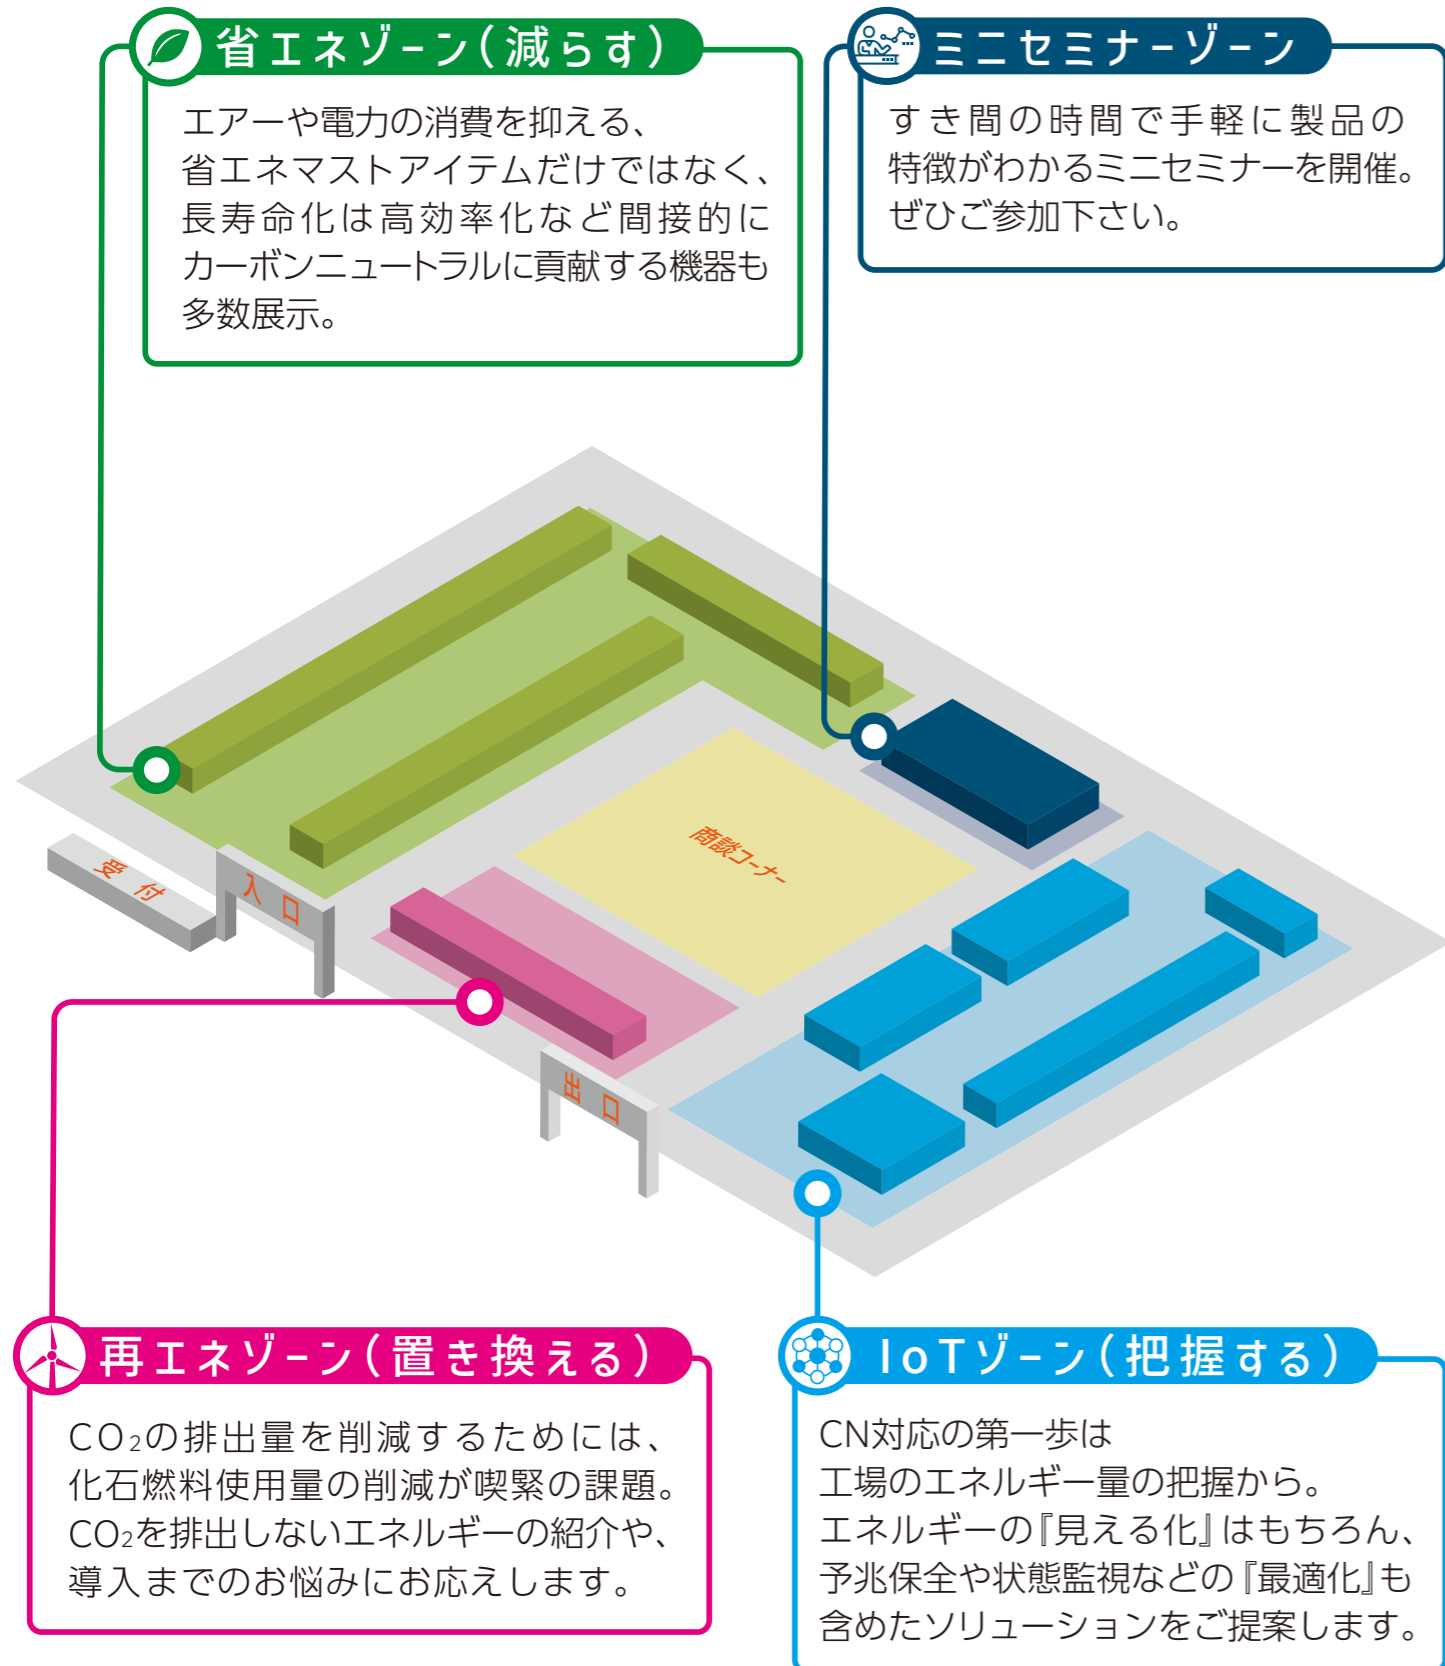 省エネゾーン(減らす)
エアーや電力の消費を抑える、
省エネマストアイテムだけではなく、
長寿命化は高効率化など間接的に
カーボンニュートラルに貢献する機器も
多数展示。
ミニセミナーゾーン
すき間の時間で手軽に製品の
特徴がわかるミニセミナーを開催。
ぜひご参加下さい。
商談コーナー
受付
入口
出口
再エネゾーン(置き換える)
CO₂の排出量を削減するためには、
化石燃料使用量の削減が喫緊の課題。
CO₂を排出しないエネルギーの紹介や、
導入までのお悩みにお応えします。
IoTゾーン(把握する)
CN対応の第一歩は
工場のエネルギー量の把握から。
エネルギーの『見える化』はもちろん、
予兆保全や状態監視などの『最適化』も
含めたソリューションをご提案します。